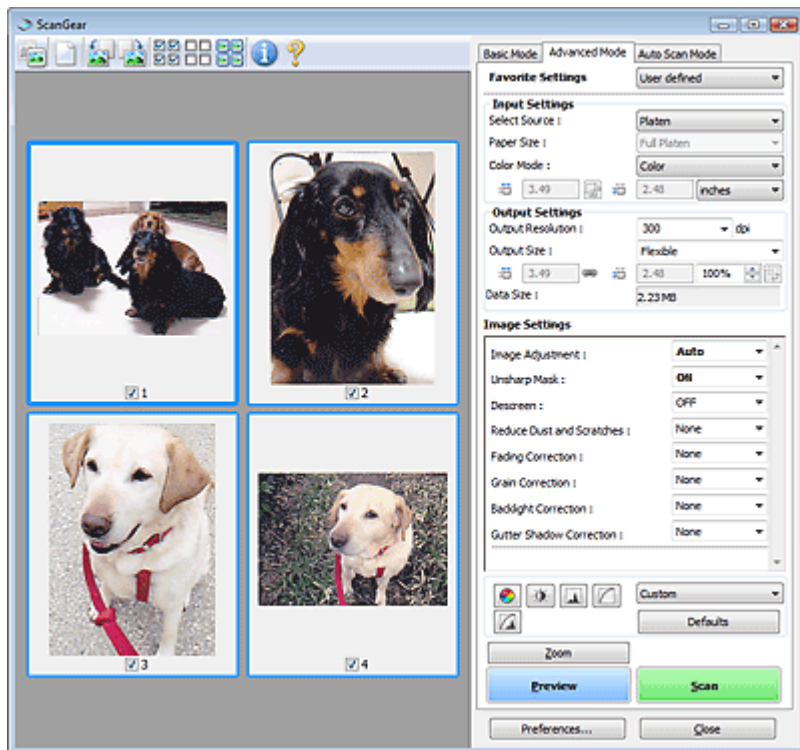 ScanGear
Basic Mode Advanced Mode Auto Scan Mode
Favorite Settings User defined
Input Settings
Select Source : Platen
Paper Size : Full Platen
Color Mode : Color
3.49 2.48 inches
Output Settings
Output Resolution : 300 dpi
Output Size : Flexible
3.49 2.48 100%
Data Size : 2.23 MB
Image Settings
Image Adjustment : Auto
Unsharp Mask : ON
Descreen : OFF
Reduce Dust and Scratches : None
Fading Correction : None
Grain Correction : None
Backlight Correction : None
Gutter Shadow Correction : None
Custom
Defaults
Zoom
Preview Scan
Preferences... Close
1
2
3
4